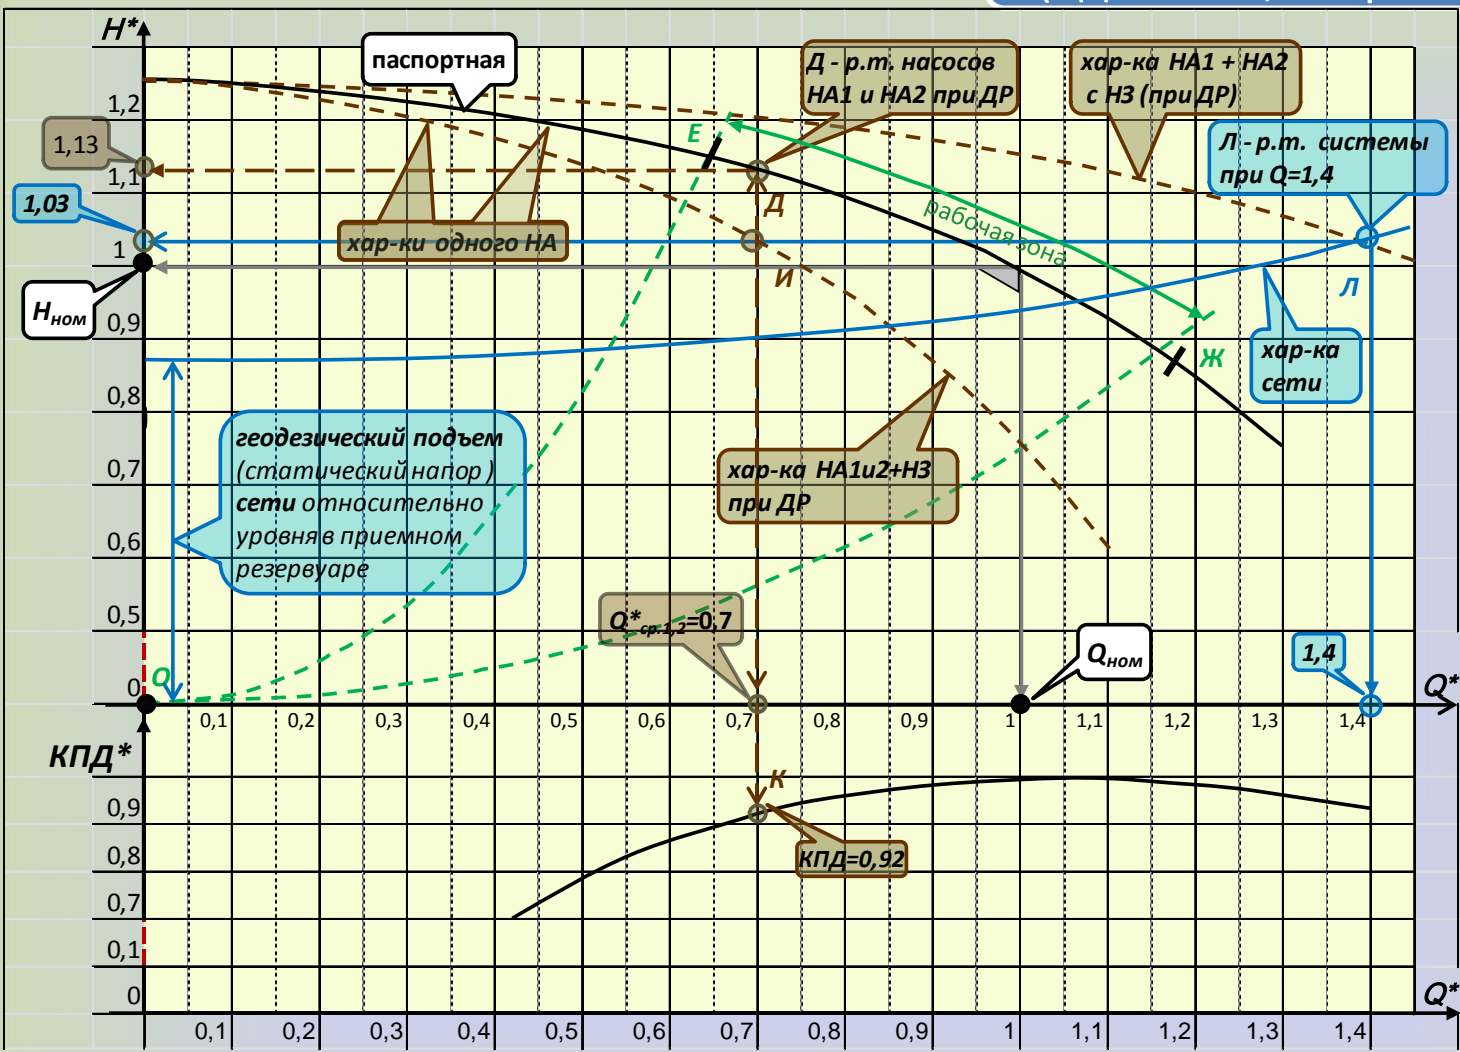 H*
паспортная
Д - р.т. насосов
НА1 и НА2 при ДР
хар-ка НА1 + НА2
с НЗ (при ДР)
Л - р.т. системы
при Q=1,4
1,2
1,13
1,1
1,03
1
Hном
0,9
0,8
0,7
0,6
0,5
0
E
Д
рабочая зона
хар-ки одного НА
И
Л
Ж
хар-ка
сети
геодезический подъем
(статический напор)
сети относительно
уровня в приемном
резервуаре
хар-ка НА1и2+НЗ
при ДР
Q*ср.1,2=0,7
Qном
1,4
Q
Q*
0,1 0,2 0,3 0,4 0,5 0,6 0,7 0,8 0,9 1 1,1 1,2 1,3 1,4
КПД*
К
КПД=0,92
0,9
0,8
0,7
0,1
0
Q*
0,1 0,2 0,3 0,4 0,5 0,6 0,7 0,8 0,9 1 1,1 1,2 1,3 1,4